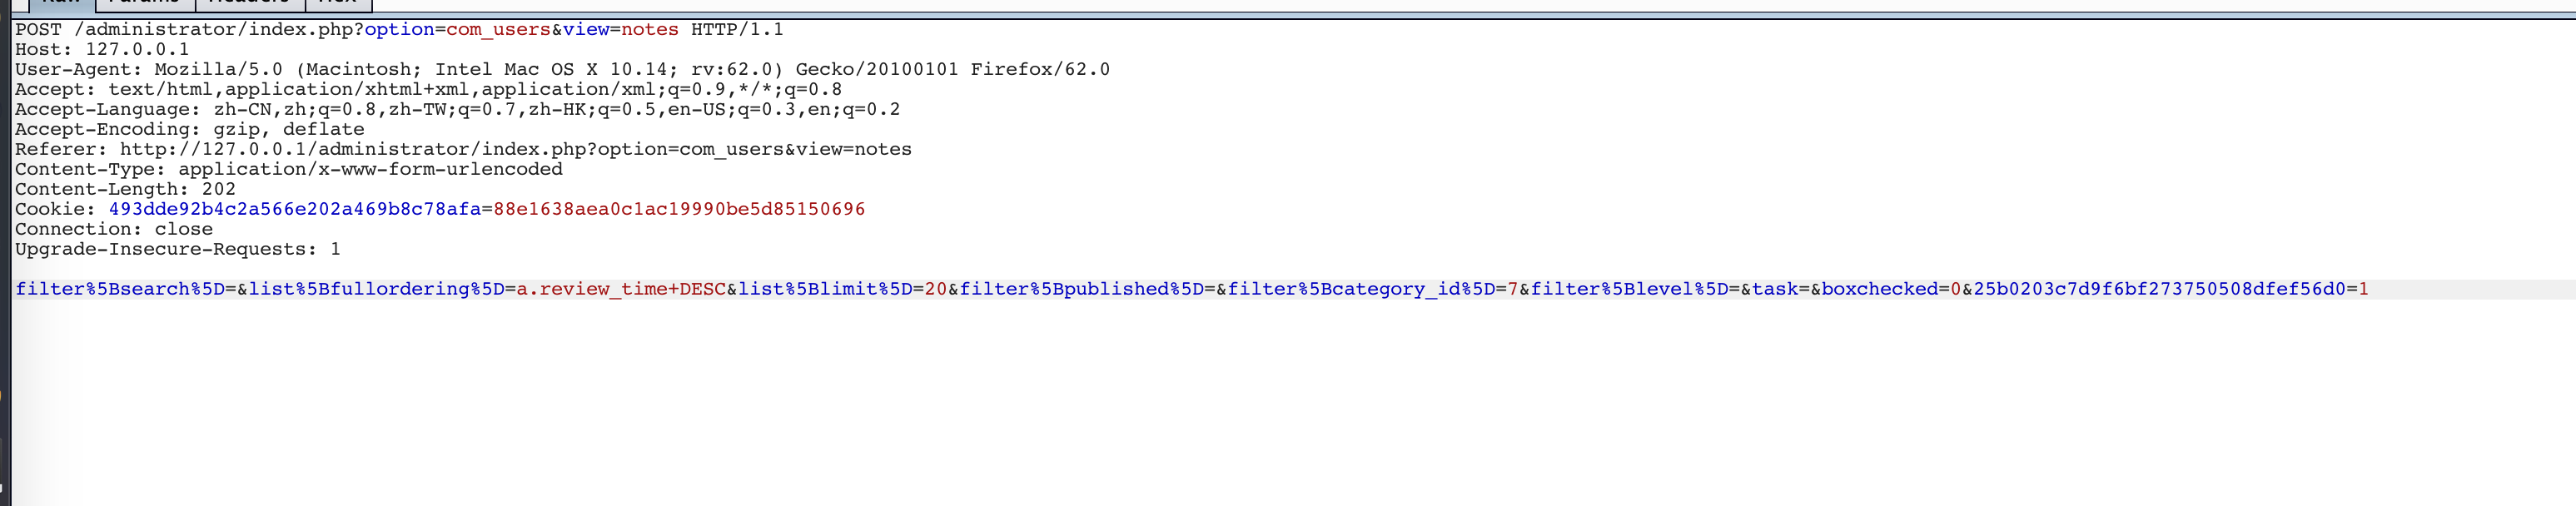 Raw Params Headers Hex
POST /administrator/index.php?option=com_users&view=notes HTTP/1.1
Host: 127.0.0.1
User-Agent: Mozilla/5.0 (Macintosh; Intel Mac OS X 10.14; rv:62.0) Gecko/20100101 Firefox/62.0
Accept: text/html,application/xhtml+xml,application/xml;q=0.9,*/*;q=0.8
Accept-Language: zh-CN,zh;q=0.8,zh-TW;q=0.7,zh-HK;q=0.5,en-US;q=0.3,en;q=0.2
Accept-Encoding: gzip, deflate
Referer: http://127.0.0.1/administrator/index.php?option=com_users&view=notes
Content-Type: application/x-www-form-urlencoded
Content-Length: 202
Cookie: 493dde92b4c2a566e202a469b8c78afa=88e1638aea0c1ac19990be5d85150696
Connection: close
Upgrade-Insecure-Requests: 1
filter%5Bsearch%5D=&list%5Bfullordering%5D=a.review_time+DESC&list%5Blimit%5D=20&filter%5Bpublished%5D=&filter%5Bcategory_id%5D=7&filter%5Blevel%5D=&task=&boxchecked=0&25b0203c7d9f6bf273750508dfef56d0=1